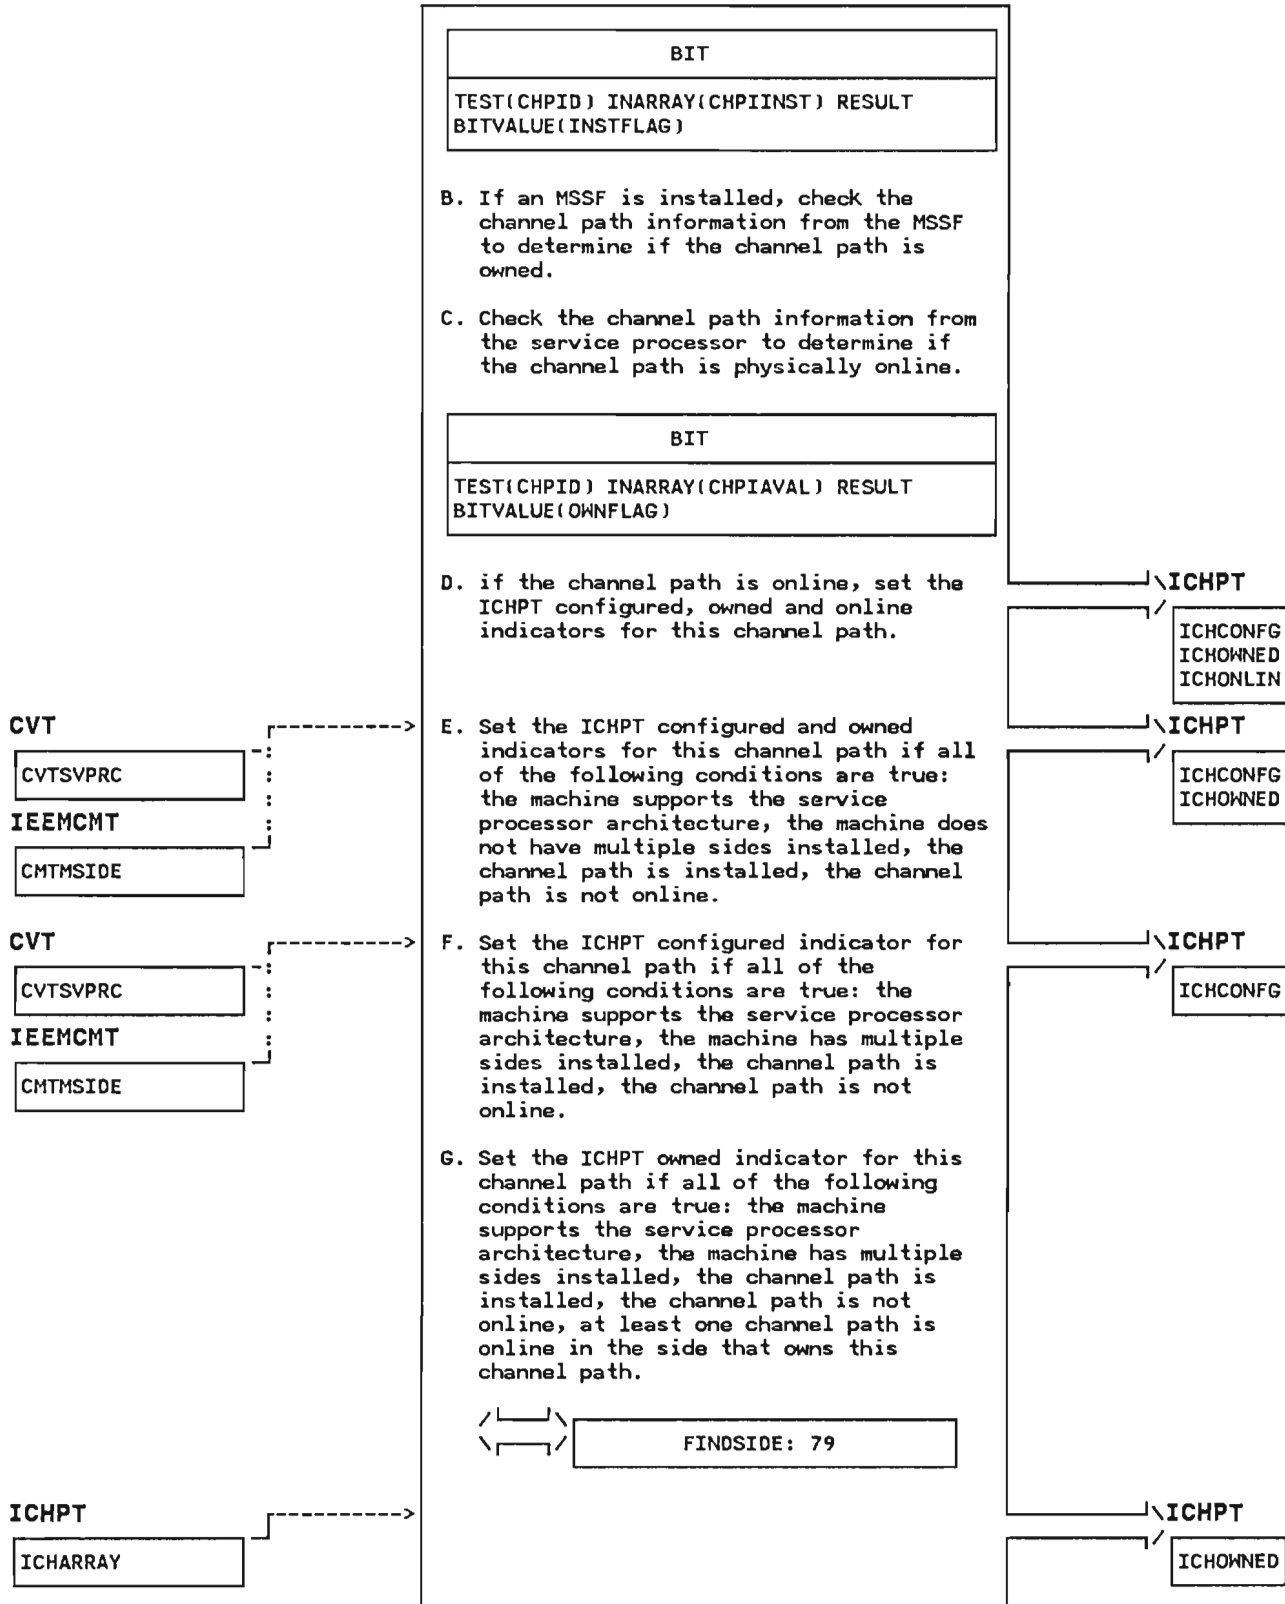 BIT
TEST(CHPID) INARRAY(CHPIINST) RESULT
BITVALUE(INSTFLAG)
B. If an MSSF is installed, check the
channel path information from the MSSF
to determine if the channel path is
owned.
C. Check the channel path information from
the service processor to determine if
the channel path is physically online.
BIT
TEST(CHPID) INARRAY(CHPIAVAL) RESULT
BITVALUE(OWNFLAG)
D. if the channel path is online, set the
ICHPT configured, owned and online
indicators for this channel path.
ICHPT
ICHCONFG
ICHOWNED
ICHONLIN
CVT
CVTSVPRC
IEEMCMT
CMTMSIDE
E. Set the ICHPT configured and owned
indicators for this channel path if all
of the following conditions are true:
the machine supports the service
processor architecture, the machine does
not have multiple sides installed, the
channel path is installed, the channel
path is not online.
ICHPT
ICHCONFG
ICHOWNED
CVT
CVTSVPRC
IEEMCMT
CMTMSIDE
F. Set the ICHPT configured indicator for
this channel path if all of the
following conditions are true: the
machine supports the service processor
architecture, the machine has multiple
sides installed, the channel path is
installed, the channel path is not
online.
ICHPT
ICHCONFG
G. Set the ICHPT owned indicator for this
channel path if all of the following
conditions are true: the machine
supports the service processor
architecture, the machine has multiple
sides installed, the channel path is
installed, the channel path is not
online, at least one channel path is
online in the side that owns this
channel path.
FINDSIDE: 79
ICHPT
ICHARRAY
ICHPT
ICHOWNED